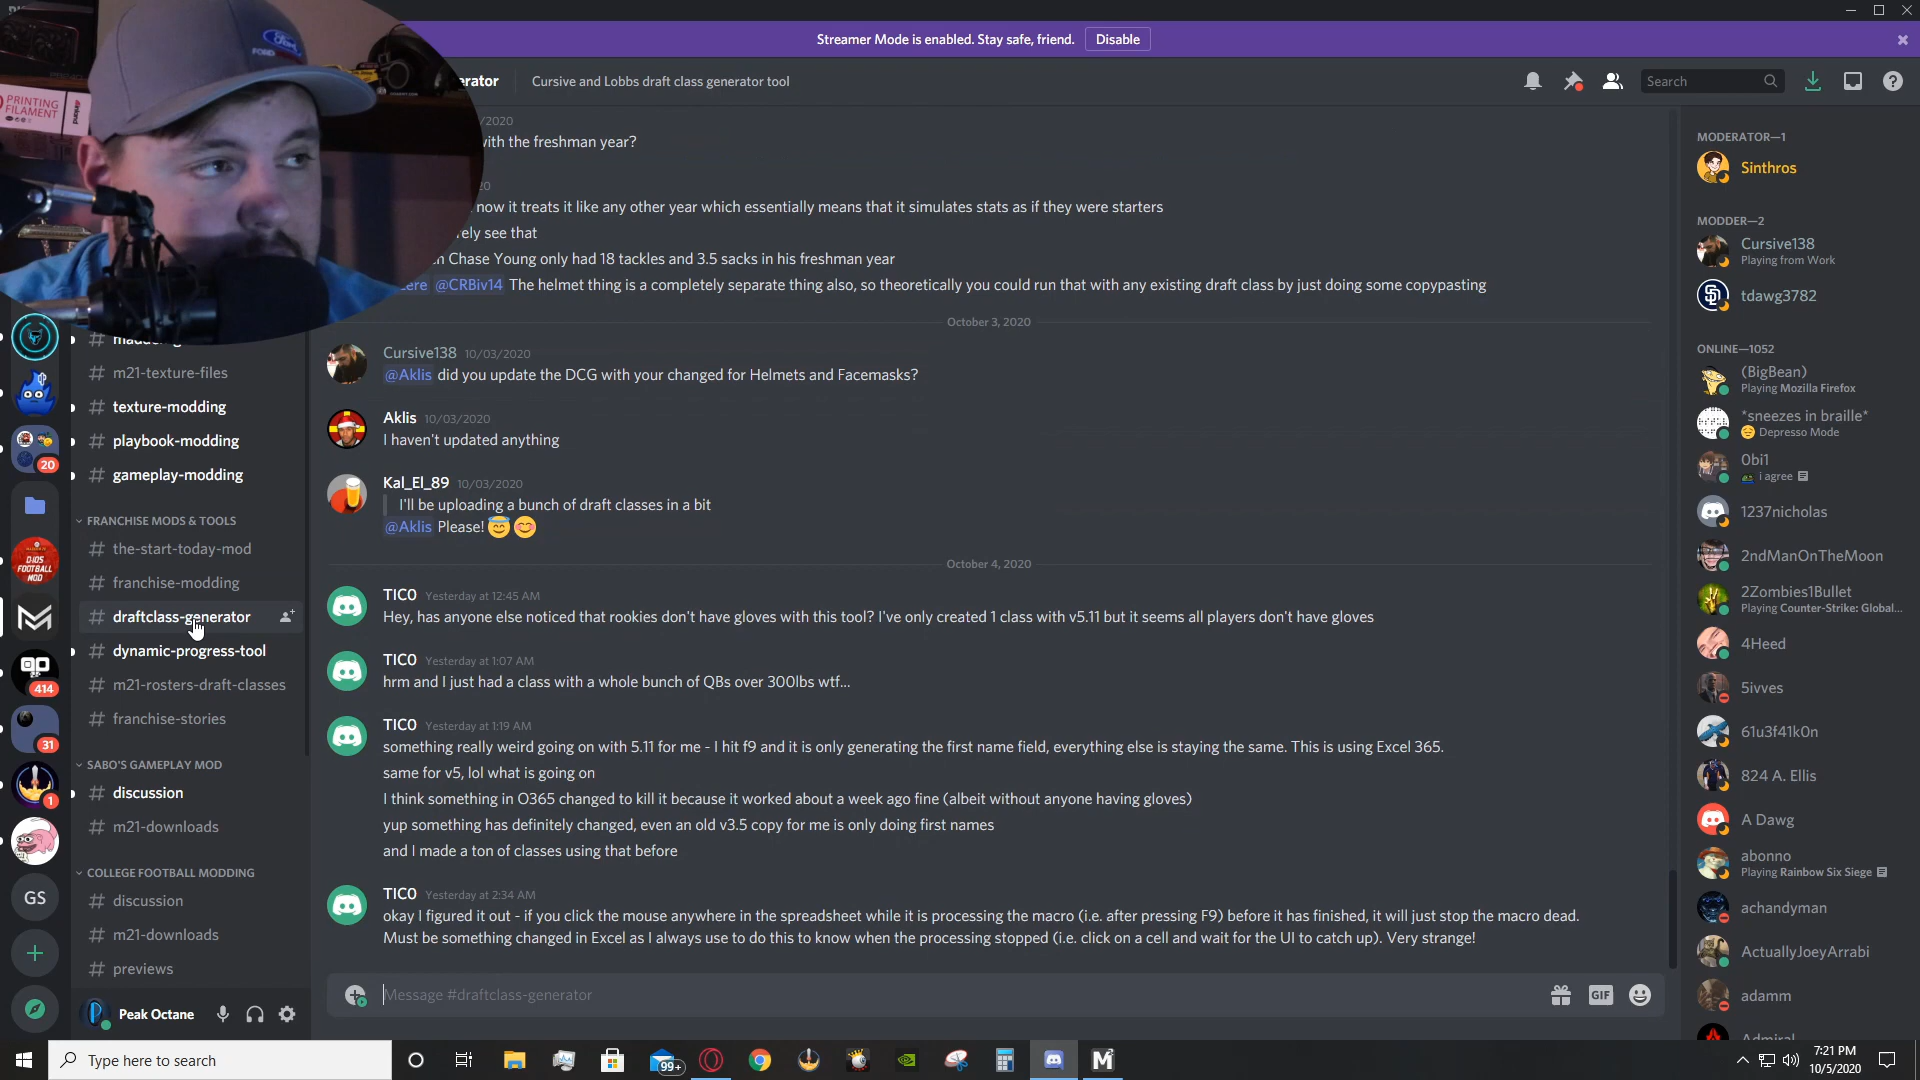 Streamer Mode is enabled. Stay safe, friend.
Disable
erator
Cursive and Lobbs draft class generator tool
Search
PRINTING
FILAMENT
/2020
with the freshman year?
20
now it treats it like any other year which essentially means that it simulates stats as if they were starters
rely see that
n Chase Young only had 18 tackles and 3.5 sacks in his freshman year
@CRBiv14 The helmet thing is a completely separate thing also, so theoretically you could run that with any existing draft class by just doing some copypasting
October 3, 2020
Cursive138 10/03/2020
@Aklis did you update the DCG with your changed for Helmets and Facemasks?
Aklis 10/03/2020
I haven't updated anything
Kal_El_89 10/03/2020
I'll be uploading a bunch of draft classes in a bit
@Aklis Please!
October 4, 2020
TICO Yesterday at 12:45 AM
Hey, has anyone else noticed that rookies don't have gloves with this tool? I've only created 1 class with v5.11 but it seems all players don't have gloves
TICO Yesterday at 1:07 AM
hrm and I just had a class with a whole bunch of QBs over 300lbs wtf...
TICO Yesterday at 1:19 AM
something really weird going on with 5.11 for me - I hit f9 and it is only generating the first name field, everything else is staying the same. This is using Excel 365.
same for v5, lol what is going on
I think something in O365 changed to kill it because it worked about a week ago fine (albeit without anyone having gloves)
yup something has definitely changed, even an old v3.5 copy for me is only doing first names
and I made a ton of classes using that before
TICO Yesterday at 2:34 AM
okay I figured it out - if you click the mouse anywhere in the spreadsheet while it is processing the macro (i.e. after pressing F9) before it has finished, it will just stop the macro dead.
Must be something changed in Excel as I always use to do this to know when the processing stopped (i.e. click on a cell and wait for the UI to catch up). Very strange!
Message #draftclass-generator
GIF
m21-texture-files
texture-modding
playbook-modding
gameplay-modding
FRANCHISE MODS & TOOLS
the-start-today-mod
franchise-modding
draftclass-generator
dynamic-progress-tool
m21-rosters-draft-classes
franchise-stories
SABO'S GAMEPLAY MOD
discussion
m21-downloads
COLLEGE FOOTBALL MODDING
discussion
m21-downloads
previews
Peak Octane
20
414
31
1
GS
MODERATOR—1
Sinthros
MODDER—2
Cursive138
Playing from Work
tdawg3782
ONLINE—1052
(BigBean)
Playing Mozilla Firefox
*sneezes in braille*
Depresso Mode
0bi1
i agree
1237nicholas
2ndManOnTheMoon
2Zombies1Bullet
Playing Counter-Strike: Global...
4Heed
5ivves
61u3f41k0n
824 A. Ellis
A Dawg
abonno
Playing Rainbow Six Siege
achandyman
ActuallyJoeyArrabi
adamm
Admiral
Type here to search
99+
7:21 PM
10/5/2020